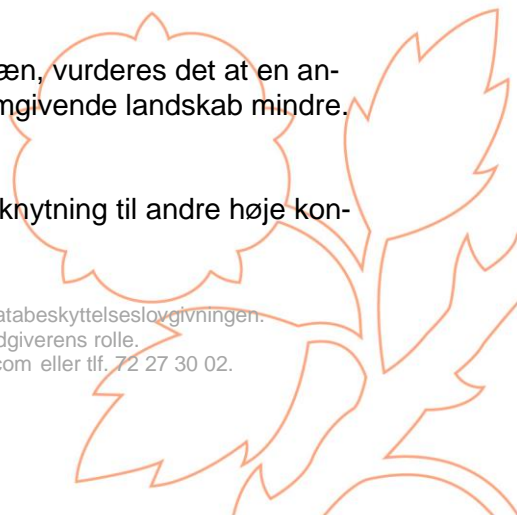 æn, vurderes det at en an-
mgivende landskab mindre.
knytning til andre høje kon-
atabeskyttelseslovgivningen.
dgiverens rolle.
com eller tlf. 72 27 30 02.